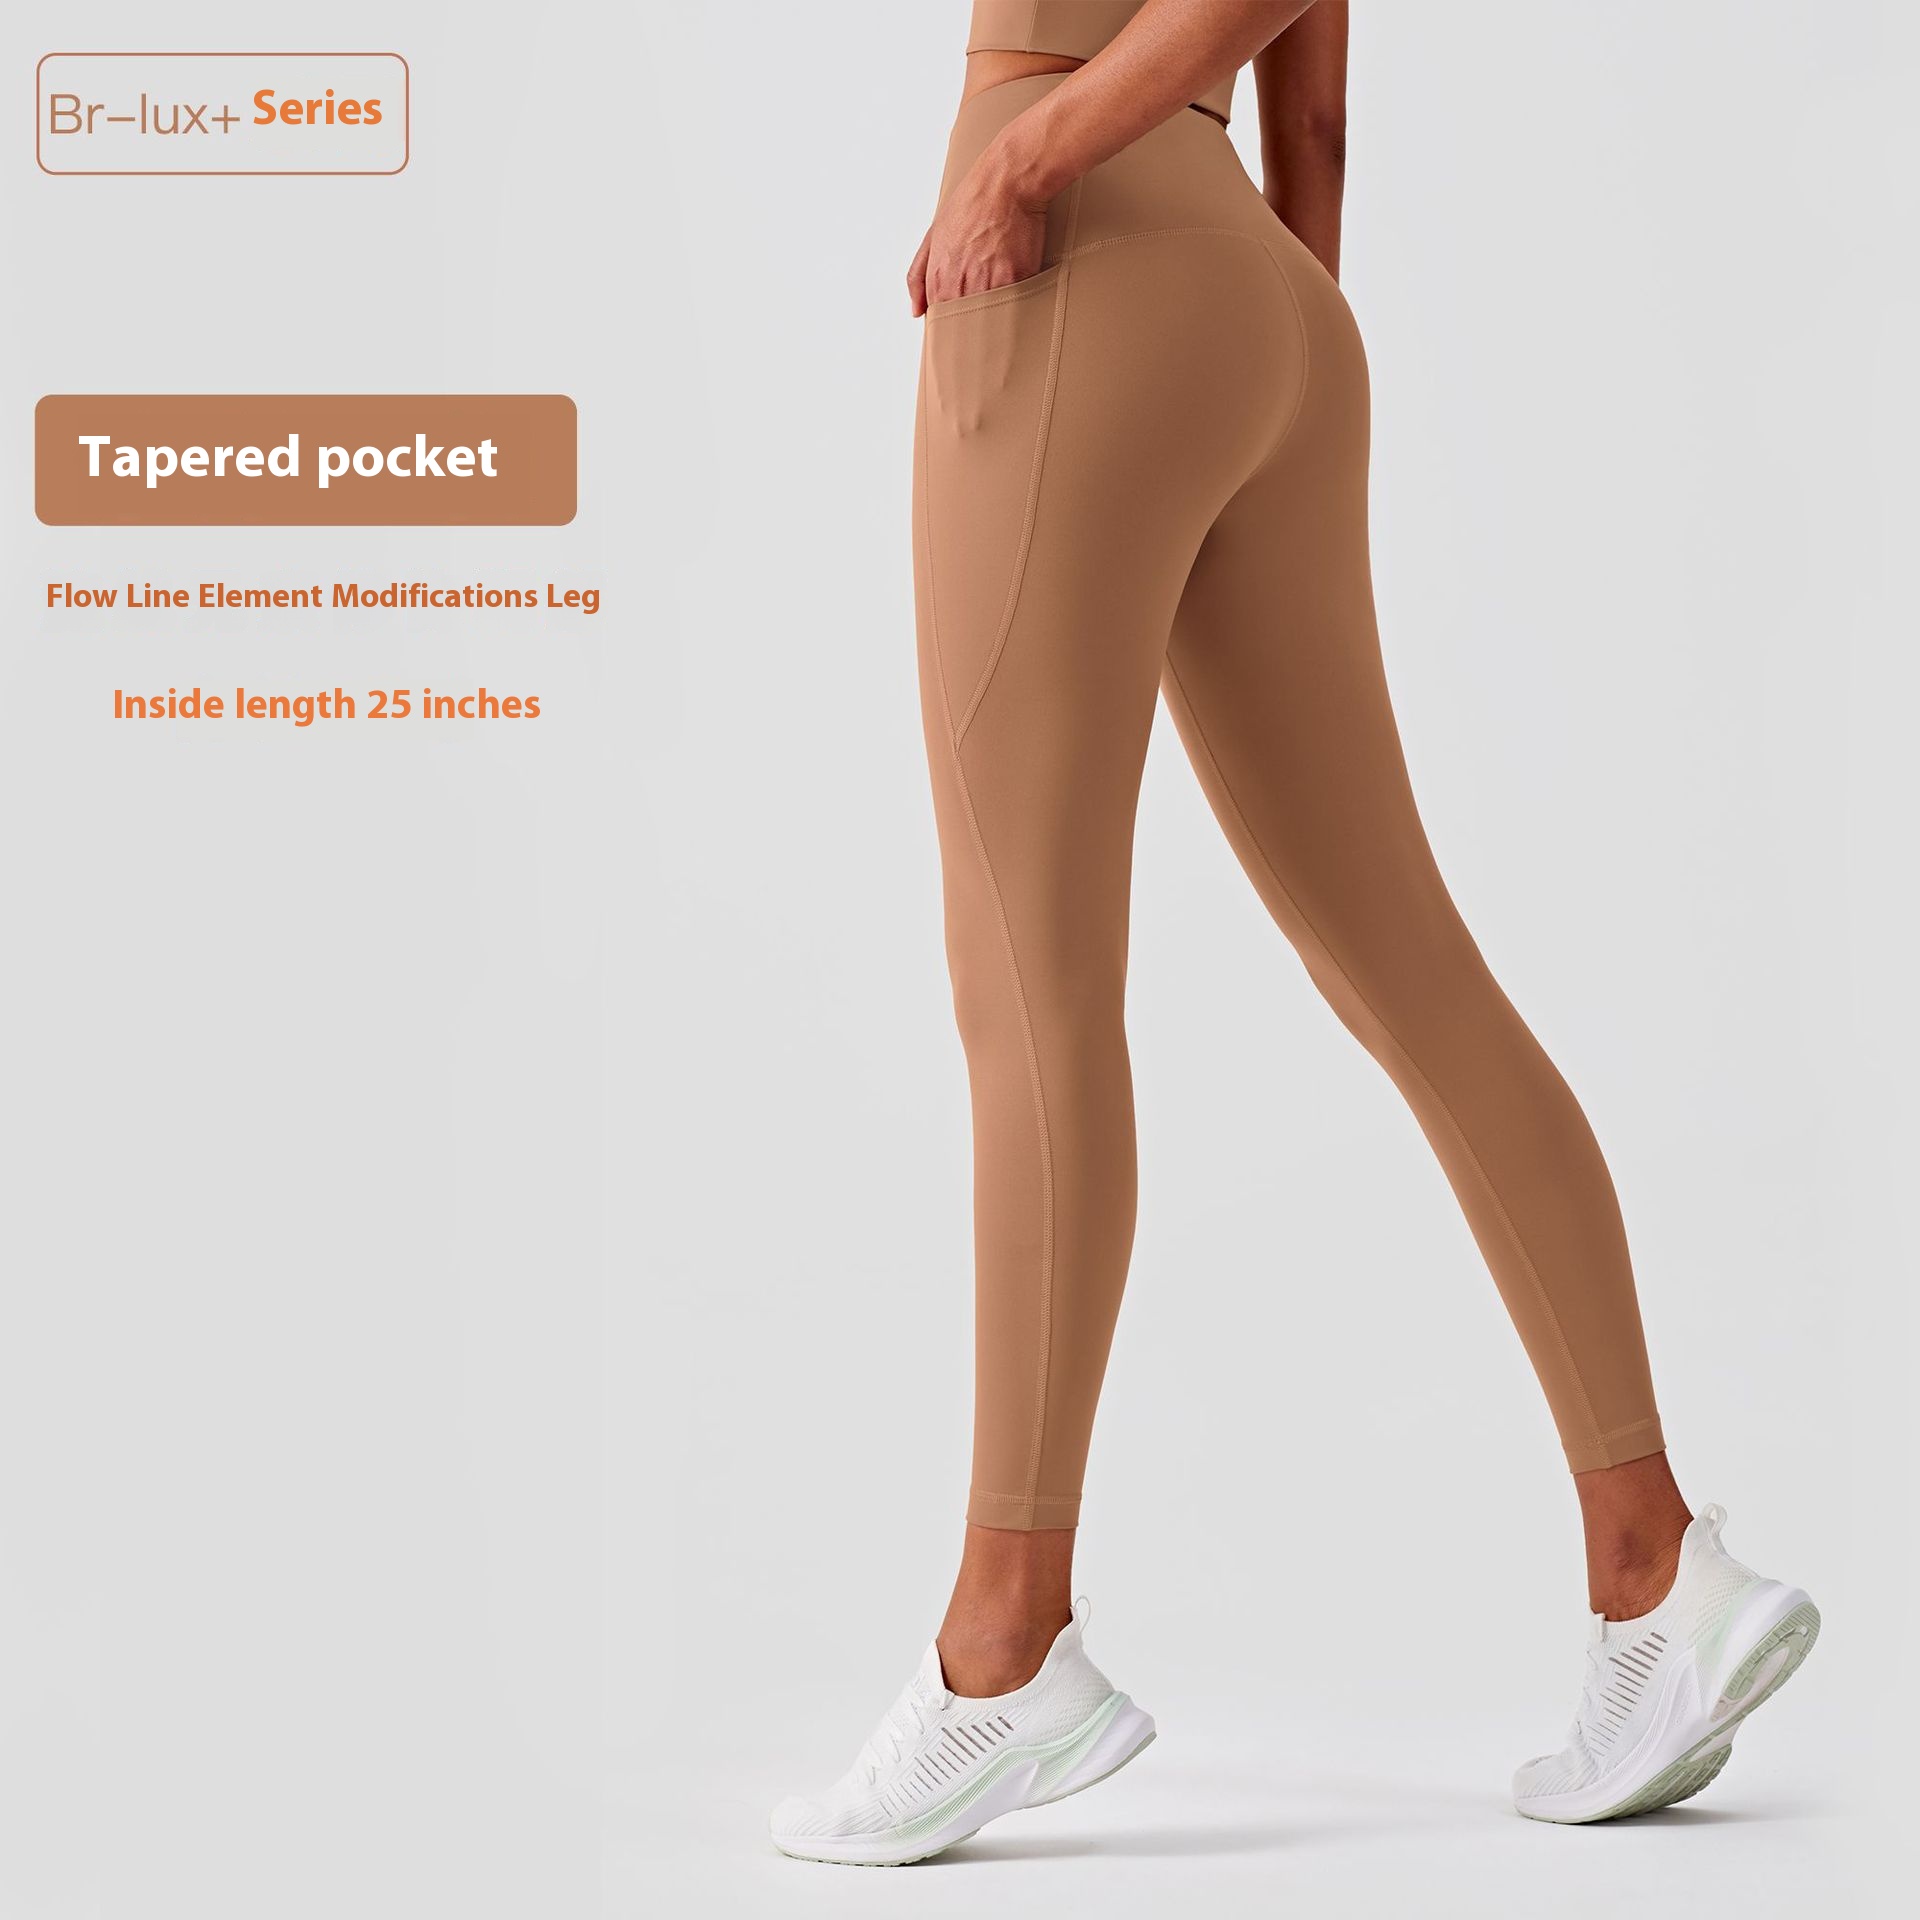 Br-lux+ Series
Tapered pocket
Flow Line Element Modifications Leg
Inside length 25 inches